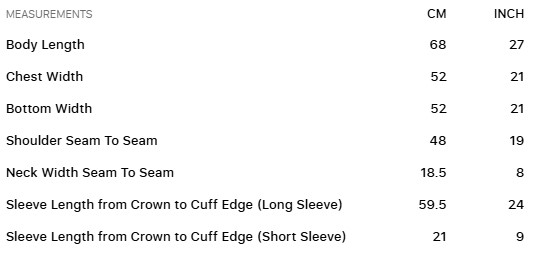 MEASUREMENTS CM INCH
Body Length 68 27
Chest Width 52 21
Bottom Width 52 21
Shoulder Seam To Seam 48 19
Neck Width Seam To Seam 18.5 8
Sleeve Length from Crown to Cuff Edge (Long Sleeve) 59.5 24
Sleeve Length from Crown to Cuff Edge (Short Sleeve) 21 9